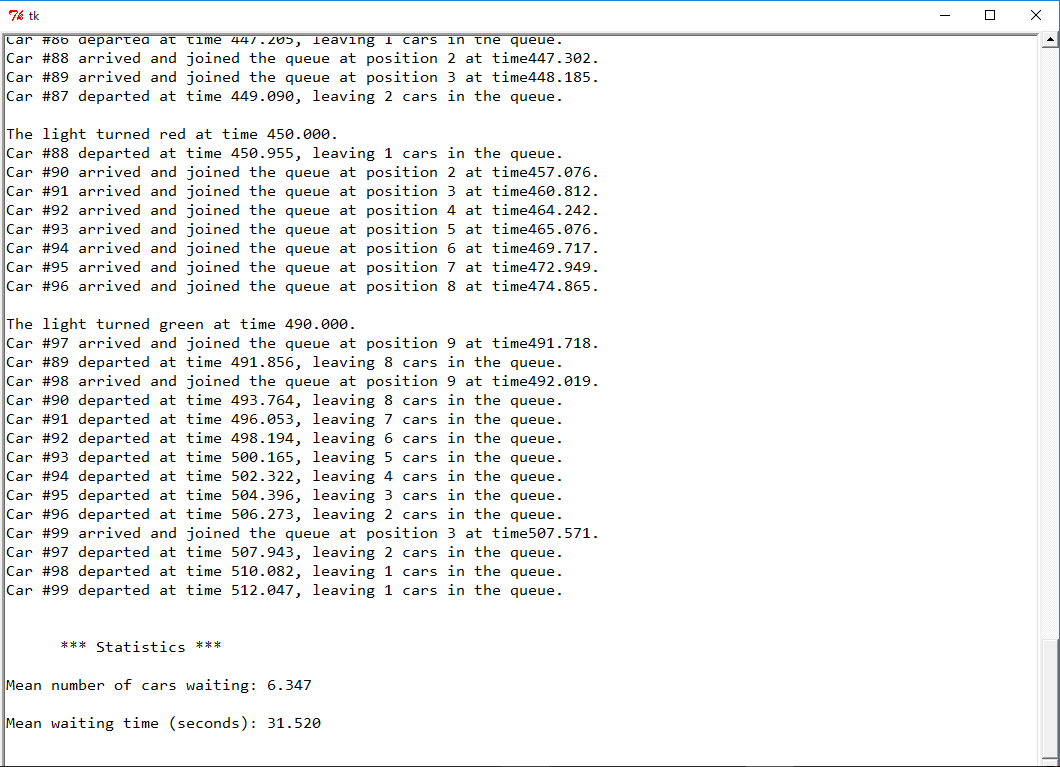 tk
Car #86 departed at time 447.205, leaving 1 cars in the queue.
Car #88 arrived and joined the queue at position 2 at time447.302.
Car #89 arrived and joined the queue at position 3 at time448.185.
Car #87 departed at time 449.090, leaving 2 cars in the queue.
The light turned red at time 450.000.
Car #88 departed at time 450.955, leaving 1 cars in the queue.
Car #90 arrived and joined the queue at position 2 at time457.076.
Car #91 arrived and joined the queue at position 3 at time460.812.
Car #92 arrived and joined the queue at position 4 at time464.242.
Car #93 arrived and joined the queue at position 5 at time465.076.
Car #94 arrived and joined the queue at position 6 at time469.717.
Car #95 arrived and joined the queue at position 7 at time472.949.
Car #96 arrived and joined the queue at position 8 at time474.865.
The light turned green at time 490.000.
Car #97 arrived and joined the queue at position 9 at time491.718.
Car #89 departed at time 491.856, leaving 8 cars in the queue.
Car #98 arrived and joined the queue at position 9 at time492.019.
Car #90 departed at time 493.764, leaving 8 cars in the queue.
Car #91 departed at time 496.053, leaving 7 cars in the queue.
Car #92 departed at time 498.194, leaving 6 cars in the queue.
Car #93 departed at time 500.165, leaving 5 cars in the queue.
Car #94 departed at time 502.322, leaving 4 cars in the queue.
Car #95 departed at time 504.396, leaving 3 cars in the queue.
Car #96 departed at time 506.273, leaving 2 cars in the queue.
Car #99 arrived and joined the queue at position 3 at time507.571.
Car #97 departed at time 507.943, leaving 2 cars in the queue.
Car #98 departed at time 510.082, leaving 1 cars in the queue.
Car #99 departed at time 512.047, leaving 1 cars in the queue.
*** Statistics ***
Mean number of cars waiting: 6.347
Mean waiting time (seconds): 31.520